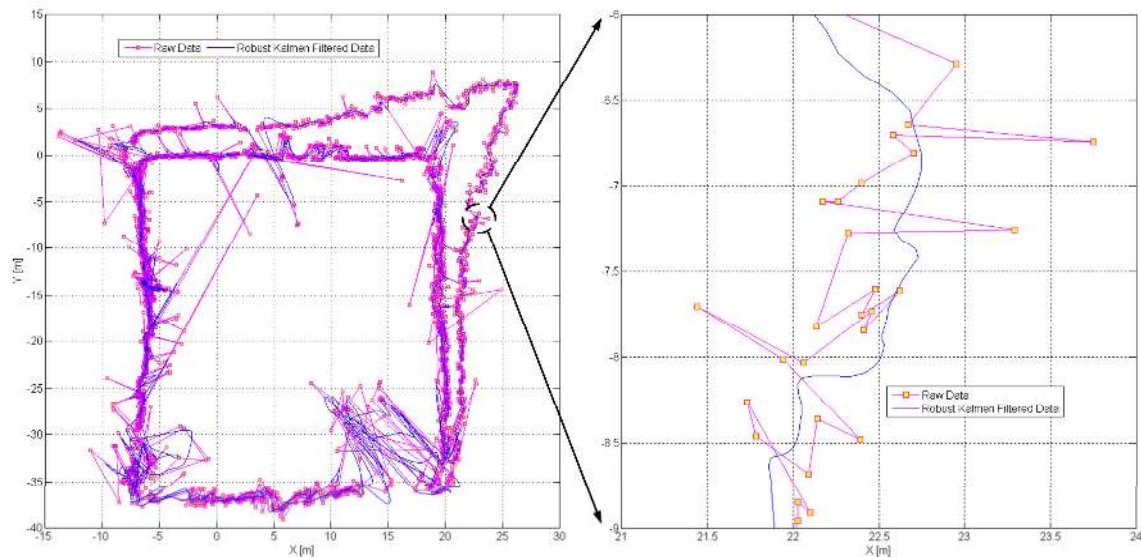 15
10
5
0
-5
-10
-15
-20
-25
-30
-35
-40
Y [m]
Raw Data Robust Kalmen Filtered Data
-15 -10 -5 0 5 10 15 20 25 30
X [m]
-6
-6.5
-7
-7.5
-8
-8.5
-9
Raw Data
Robust Kalmen Filtered Data
21 21.5 22 22.5 23 23.5 24
X [m]